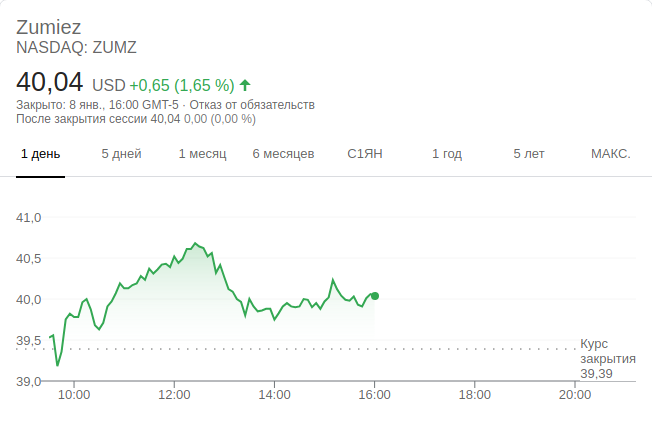 Zumiez
NASDAQ: ZUMZ
40,04 USD +0,65 (1,65 %)
Закрыто: 8 янв., 16:00 GMT-5 · Отказ от обязательств
После закрытия сессии 40,04 0,00 (0,00 %)
1 день 5 дней 1 месяц 6 месяцев С1ЯН 1 год 5 лет МАКС.
41,0
40,5
40,0
39,5
Курс
закрытия
39,39
39,0
10:00 12:00 14:00 16:00 18:00 20:00